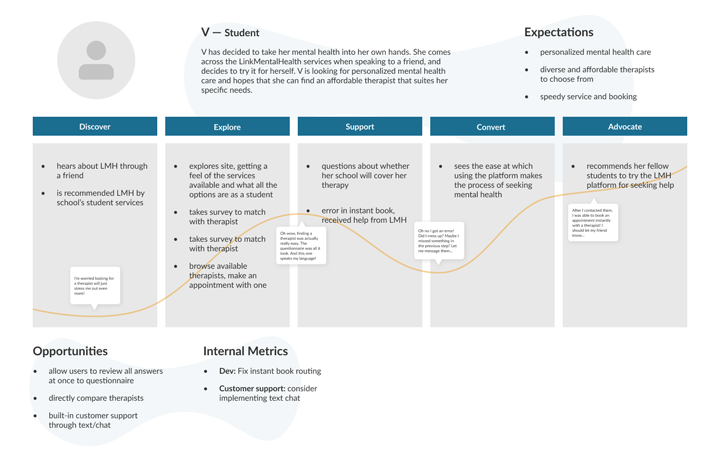 V — Student
V has decided to take her mental health into her own hands. She comes
across the LinkMentalHealth services when speaking to a friend, and
decides to try it for herself. V is looking for personalized mental health
care and hopes that she can find an affordable therapist that suites her
specific needs.
Expectations
• personalized mental health care
• diverse and affordable therapists
to choose from
• speedy service and booking
Discover
Explore
Support
Convert
Advocate
• hears about LMH through
a friend
• is recommended LMH by
school's student services
I'm worried looking for
a therapist will just
stress me out even
more!
• explores site, getting a
feel of the services
available and what all the
options are as a student
• takes survey to match
with therapist
• takes survey to match
with therapist
• browse available
therapists, make an
appointment with one
Oh wow, finding a
therapist was actually
really easy. The
questionnaire was all it
took. And this one
speaks my language!
• questions about whether
her school will cover her
therapy
• error in instant book,
received help from LMH
Oh no I got an error!
Did I mess up? Maybe I
missed something in
the previous step? Let
me message them...
• sees the ease at which
using the platform makes
the process of seeking
mental health
• recommends her fellow
students to try the LMH
platform for seeking help
After I contacted them,
I was able to book an
appointment instantly
with a therapist! I
should let my friend
know...
Opportunities
• allow users to review all answers
at once to questionnaire
• directly compare therapists
• built-in customer support
through text/chat
Internal Metrics
• Dev: Fix instant book routing
• Customer support: consider
implementing text chat